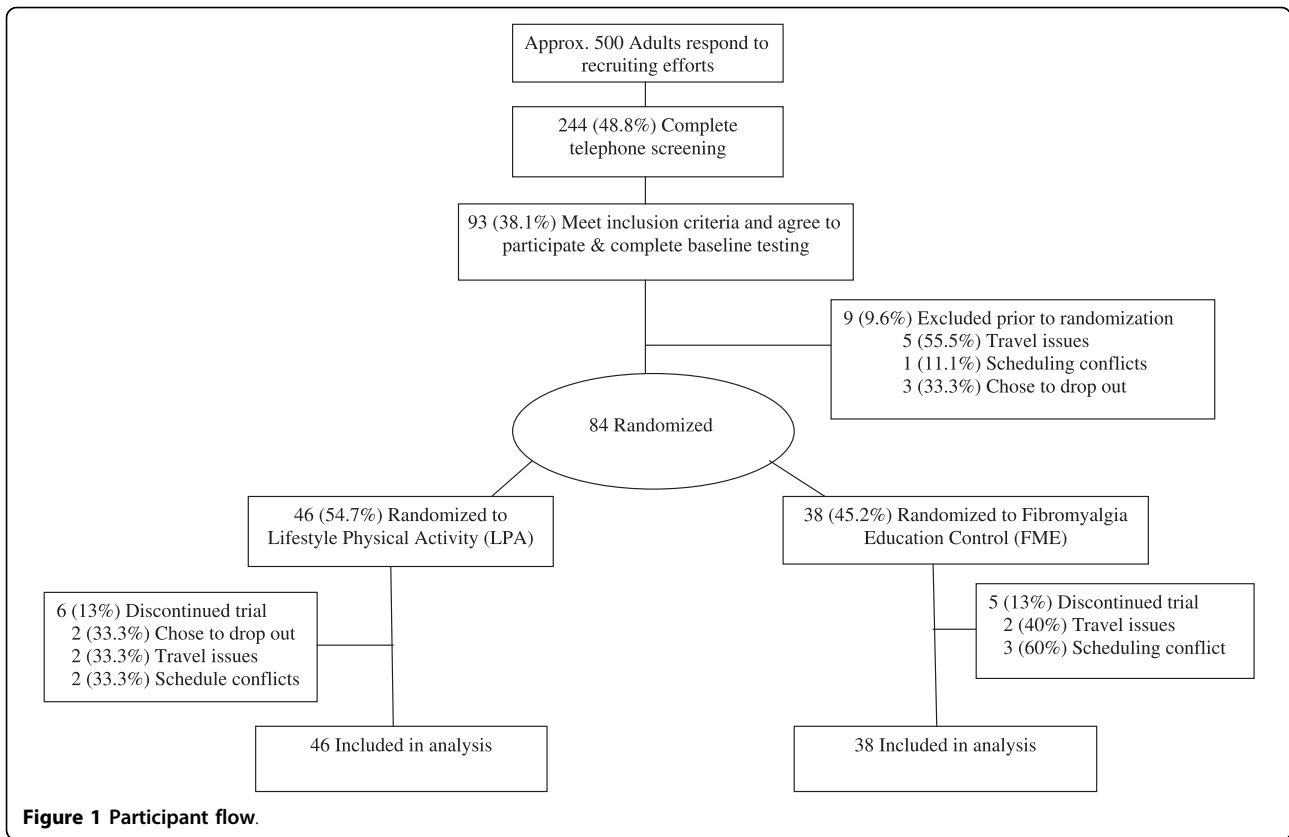 Approx. 500 Adults respond to
recruiting efforts
244 (48.8%) Complete
telephone screening
93 (38.1%) Meet inclusion criteria and agree to
participate & complete baseline testing
9 (9.6%) Excluded prior to randomization
5 (55.5%) Travel issues
1 (11.1%) Scheduling conflicts
3 (33.3%) Chose to drop out
84 Randomized
46 (54.7%) Randomized to
Lifestyle Physical Activity (LPA)
38 (45.2%) Randomized to Fibromyalgia
Education Control (FME)
6 (13%) Discontinued trial
2 (33.3%) Chose to drop out
2 (33.3%) Travel issues
2 (33.3%) Schedule conflicts
5 (13%) Discontinued trial
2 (40%) Travel issues
3 (60%) Scheduling conflict
46 Included in analysis
38 Included in analysis
Figure 1 Participant flow.